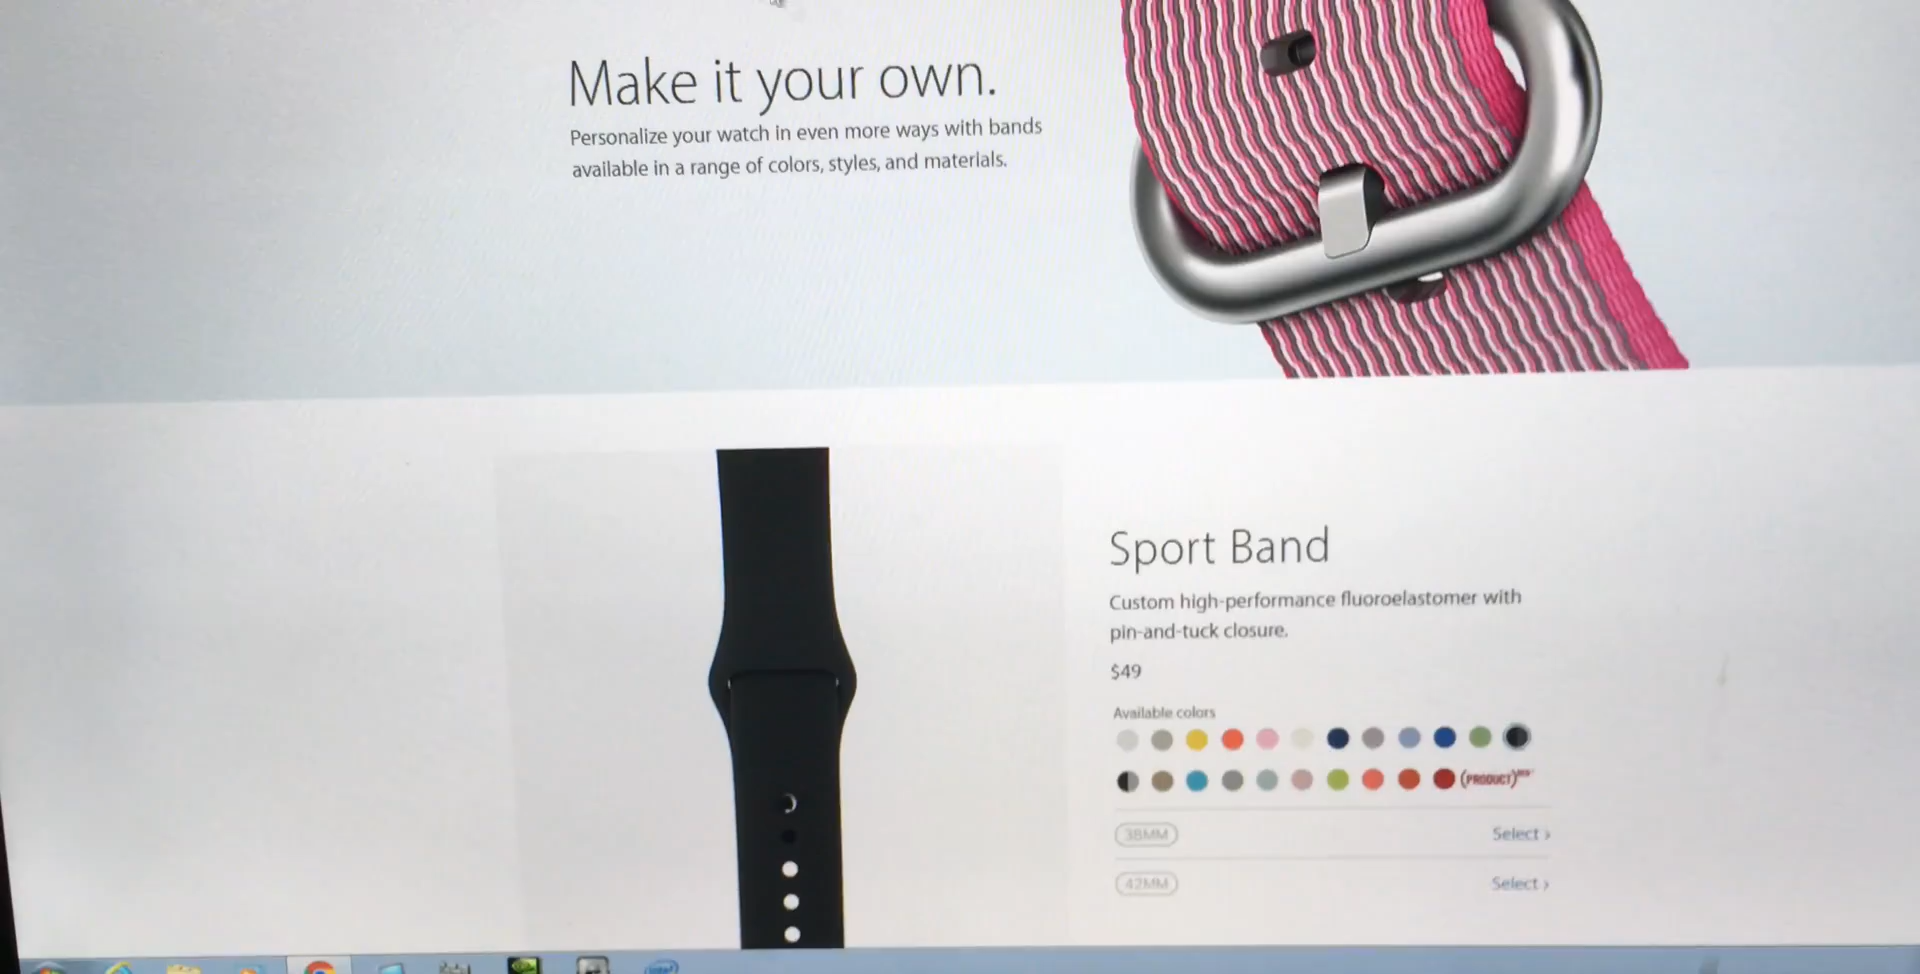 Make it your own.
Personalize your watch in even more ways with bands
available in a range of colors, styles, and materials.
Sport Band
Custom high-performance fluoroelastomer with
pin-and-tuck closure.
$49
Available colors
(PRODUCT)RED
38MM Select ›
42MM Select ›